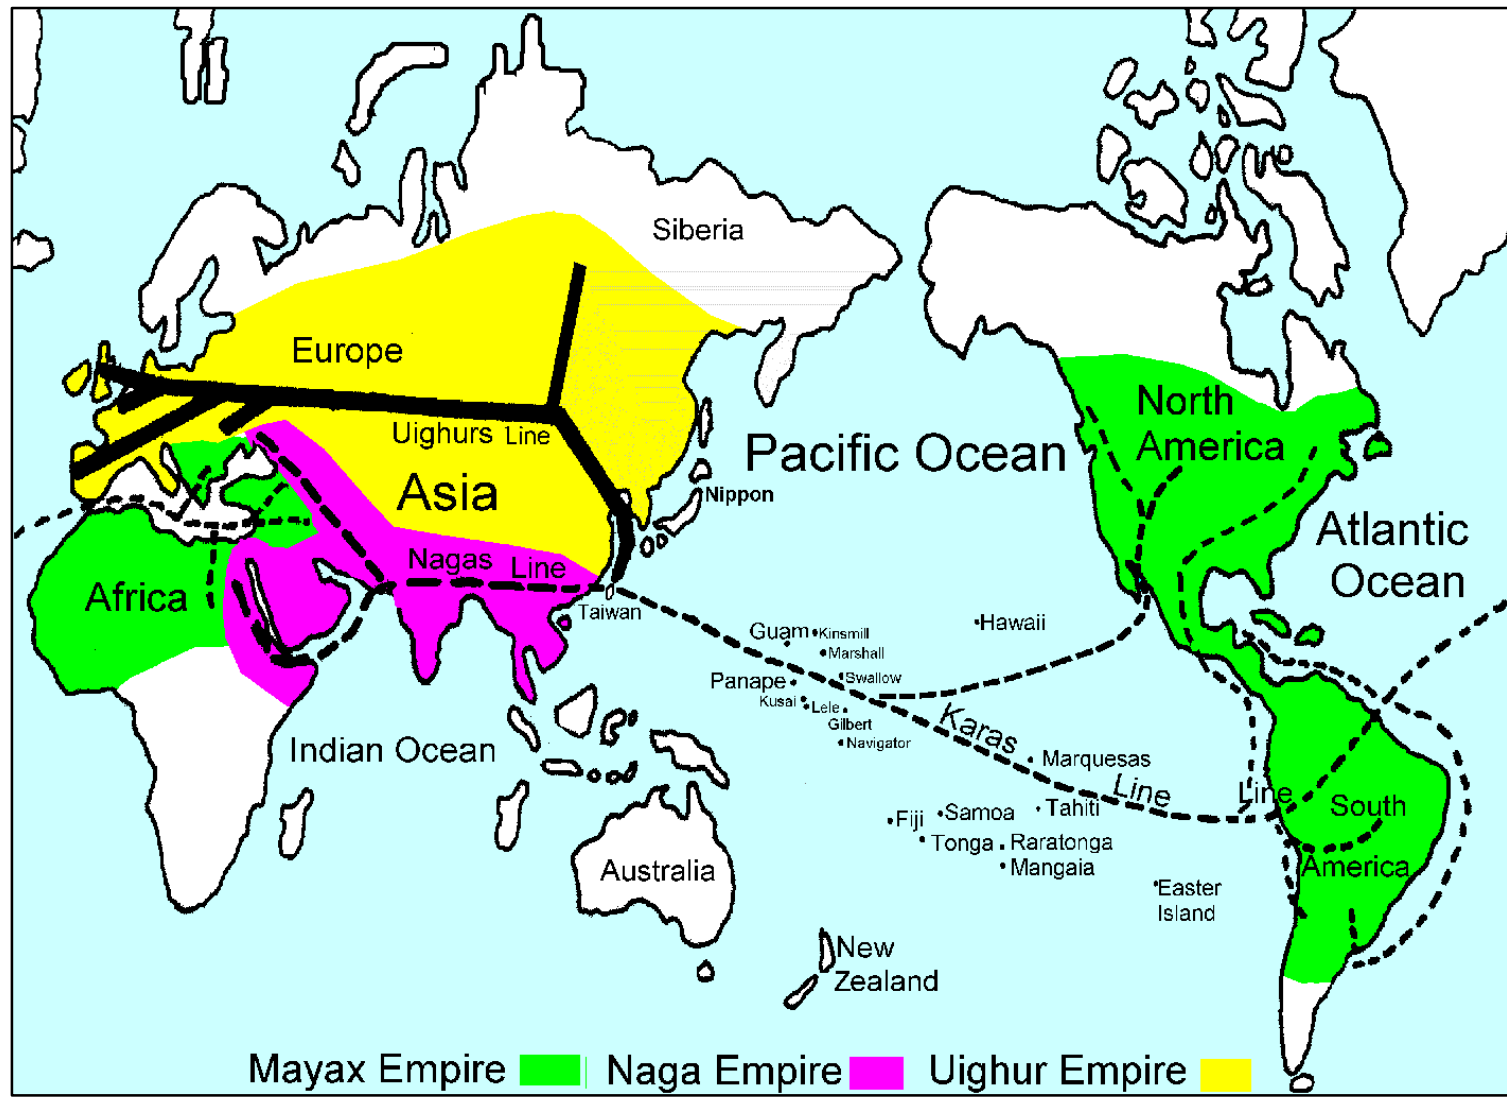 Siberia
Europe
Uighurs Line
Asia
Nippon
Pacific Ocean
North
America
Atlantic
Ocean
Nagas Line
Africa
Taiwan
Guam
Kinsmill
Marshall
Hawaii
Panape
Swallow
Kusai
Lele
Gilbert
Navigator
Indian Ocean
Karas
Line
Line
Marquesas
Fiji
Samoa
Tahiti
South
Tonga
Raratonga
Mangaia
America
Australia
Easter
Island
New
Zealand
Mayax Empire
Naga Empire
Uighur Empire